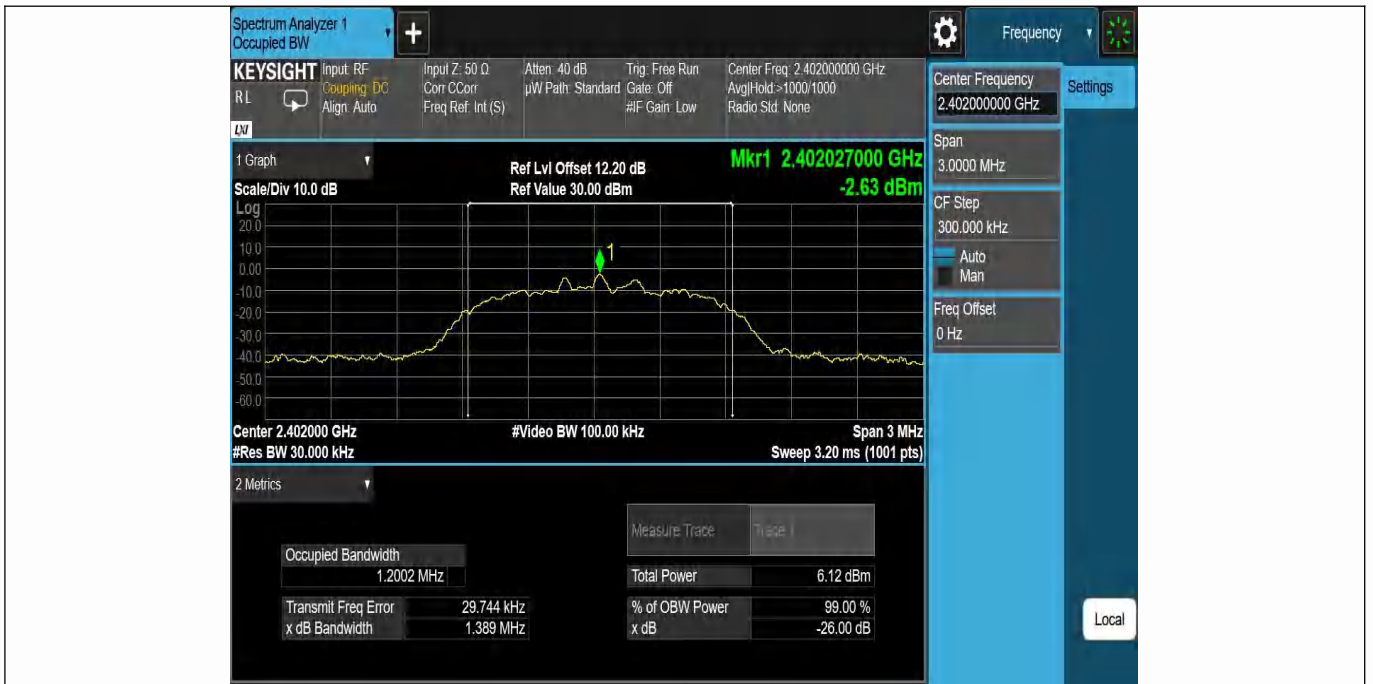 Spectrum Analyzer 1
Occupied BW
+
Frequency
KEYSIGHT
RL
LXI
Input: RF
Coupling: DC
Align: Auto
Input Z: 50 Ω
Corr CCorr
Freq Ref: Int (S)
Atten: 40 dB
µW Path: Standard
Trig: Free Run
Gate: Off
#IF Gain: Low
Center Freq: 2.402000000 GHz
Avg|Hold:>1000/1000
Radio Std: None
Center Frequency
2.402000000 GHz
Settings
Span
3.0000 MHz
CF Step
300.000 kHz
Auto
Man
Freq Offset
0 Hz
Local
1 Graph
Scale/Div 10.0 dB
Ref Lvl Offset 12.20 dB
Ref Value 30.00 dBm
Mkr1 2.402027000 GHz
-2.63 dBm
Log
20.0
10.0
0.00
-10.0
-20.0
-30.0
-40.0
-50.0
-60.0
1
Center 2.402000 GHz
#Video BW 100.00 kHz
Span 3 MHz
#Res BW 30.000 kHz
Sweep 3.20 ms (1001 pts)
2 Metrics
Measure Trace
Trace 1
Occupied Bandwidth
1.2002 MHz
Total Power
6.12 dBm
Transmit Freq Error
29.744 kHz
% of OBW Power
99.00 %
x dB Bandwidth
1.389 MHz
x dB
-26.00 dB